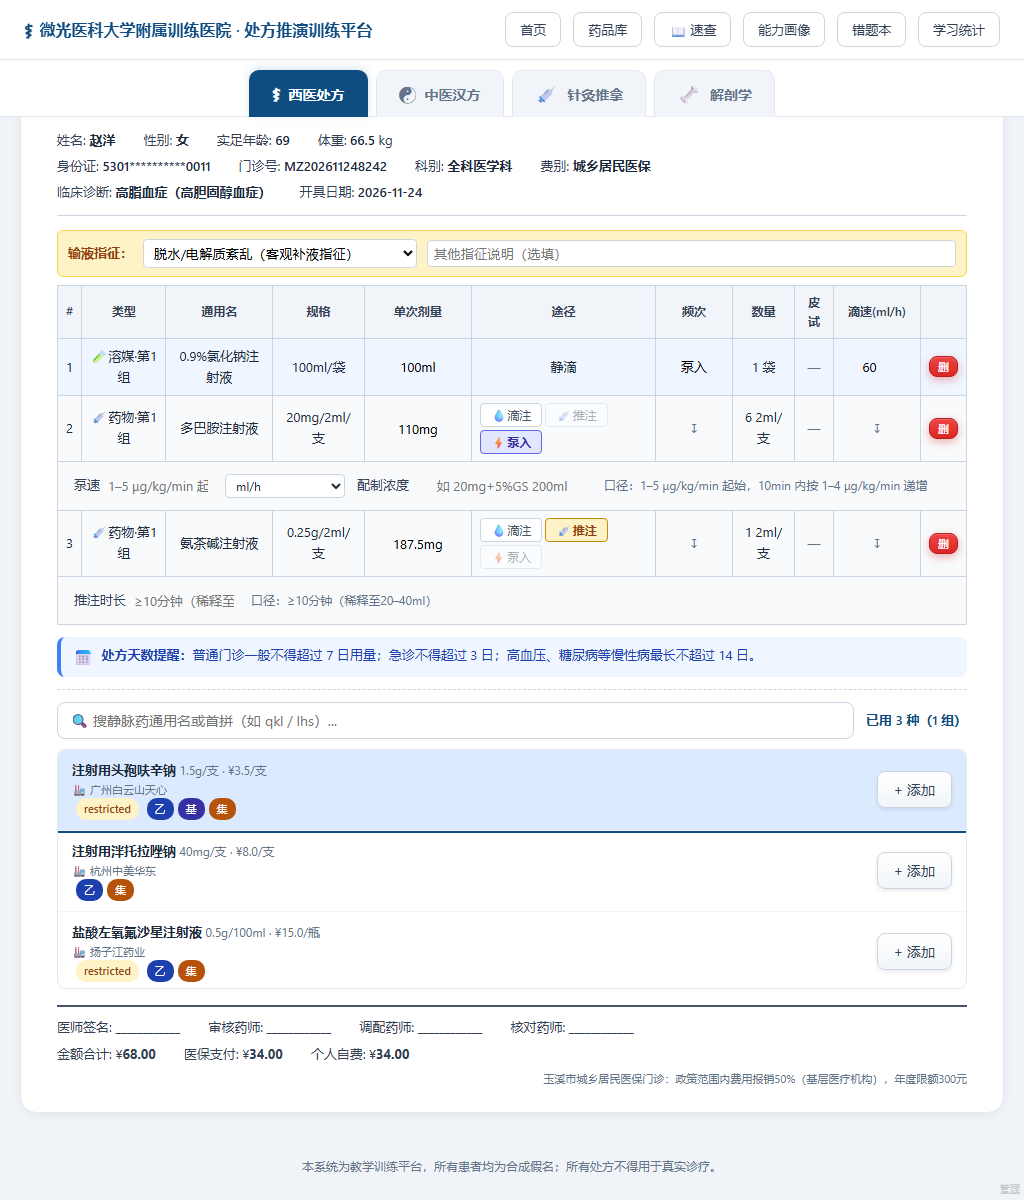 微光医科大学附属训练医院 · 处方推演训练平台
首页 药品库 速查 能力画像 错题本 学习统计
西医处方 中医汉方 针灸推拿 解剖学
姓名: 赵洋 性别: 女 实足年龄: 69 体重: 66.5 kg
身份证: 5301**********0011 门诊号: MZ202611248242 科别: 全科医学科 费别: 城乡居民医保
临床诊断: 高脂血症（高胆固醇血症） 开具日期: 2026-11-24
输液指征： 脱水/电解质紊乱（客观补液指征） 其他指征说明（选填）
# 类型 通用名 规格 单次剂量 途径 频次 数量 皮试 滴速(ml/h)
1 溶媒·第1组 0.9%氯化钠注射液 100ml/袋 100ml 静滴 泵入 1 袋 — 60 删
2 药物·第1组 多巴胺注射液 20mg/2ml/支 110mg 滴注 推注 泵入 ↧ 6 2ml/支 — ↧ 删
泵速 1–5 μg/kg/min 起 ml/h 配制浓度 如 20mg+5%GS 200ml 口径：1–5 μg/kg/min 起始，10min 内按 1–4 μg/kg/min 递增
3 药物·第1组 氨茶碱注射液 0.25g/2ml/支 187.5mg 滴注 推注 泵入 ↧ 1 2ml/支 — ↧ 删
推注时长 ≥10分钟（稀释至 口径：≥10分钟（稀释至20–40ml）
处方天数提醒：普通门诊一般不得超过 7 日用量；急诊不得超过 3 日；高血压、糖尿病等慢性病最长不超过 14 日。
搜静脉药通用名或首拼（如 qkl / lhs）... 已用 3 种（1 组）
注射用头孢呋辛钠 1.5g/支 · ¥3.5/支
广州白云山天心
restricted 乙 基 集
+ 添加
注射用泮托拉唑钠 40mg/支 · ¥8.0/支
杭州中美华东
乙 集
+ 添加
盐酸左氧氟沙星注射液 0.5g/100ml · ¥15.0/瓶
扬子江药业
restricted 乙 集
+ 添加
医师签名: ____________ 审核药师: ____________ 调配药师: ____________ 核对药师: ____________
金额合计: ¥68.00 医保支付: ¥34.00 个人自费: ¥34.00
玉溪市城乡居民医保门诊：政策范围内费用报销50%（基层医疗机构），年度限额300元
本系统为教学训练平台，所有患者均为合成假名；所有处方不得用于真实诊疗。
管理